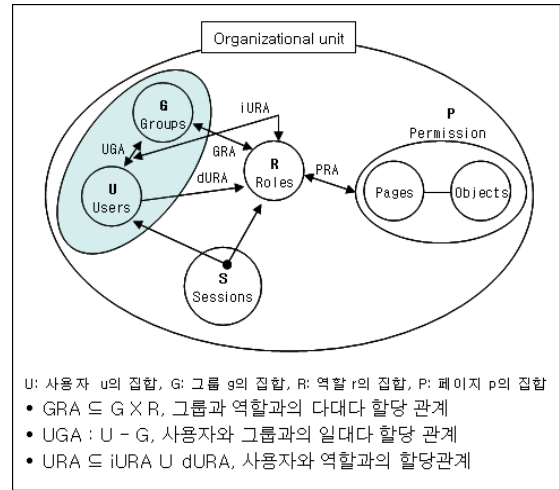 Organizational unit
G
Groups
iURA
P
Permission
UGA
GRA
R
Roles
PRA
U
Users
dURA
Pages
Objects
S
Sessions
U: 사용자 u의 집합, G: 그룹 g의 집합, R: 역할 r의 집합, P: 페이지 p의 집합
• GRA ⊆ G X R, 그룹과 역할과의 다대다 할당 관계
• UGA : U - G, 사용자와 그룹과의 일대다 할당 관계
• URA ⊆ iURA U dURA, 사용자와 역할과의 할당관계